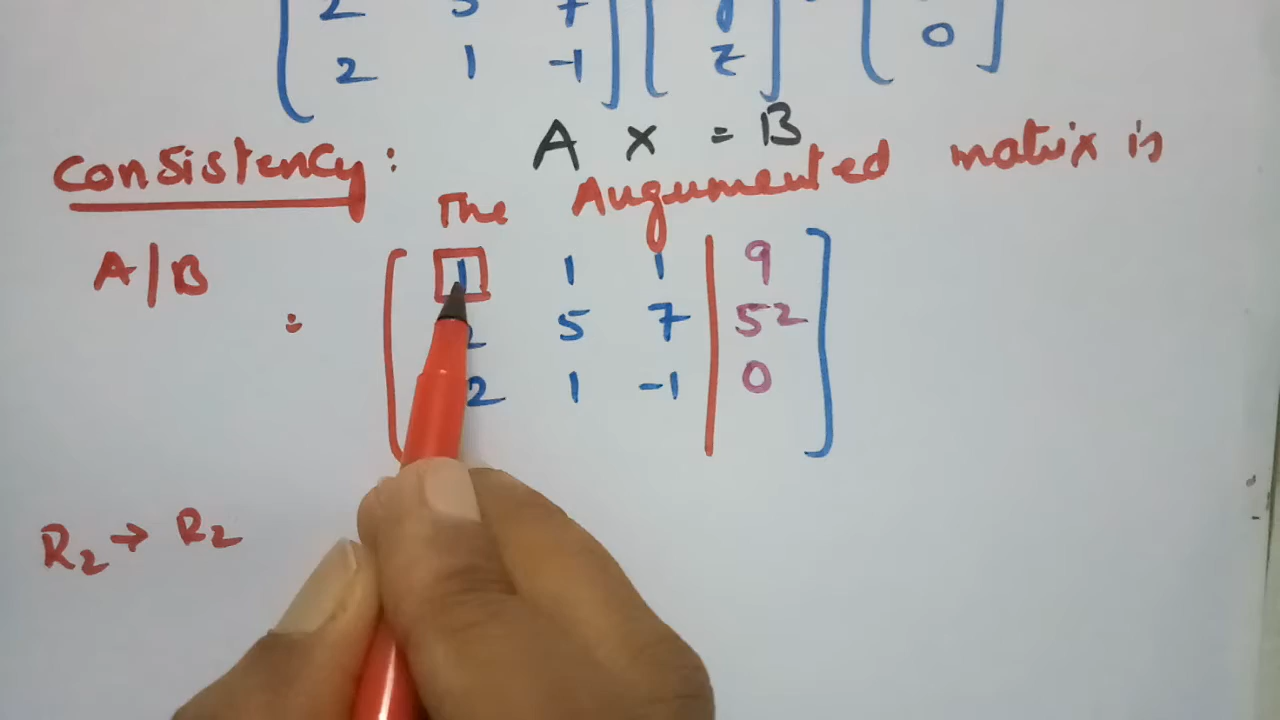 2 5 7 y
2 1 -1 z 0
A X = B
Consistency:
The Augumented matrix is
A/B = 1 1 1 9
2 5 7 52
2 1 -1 0
R2 → R2